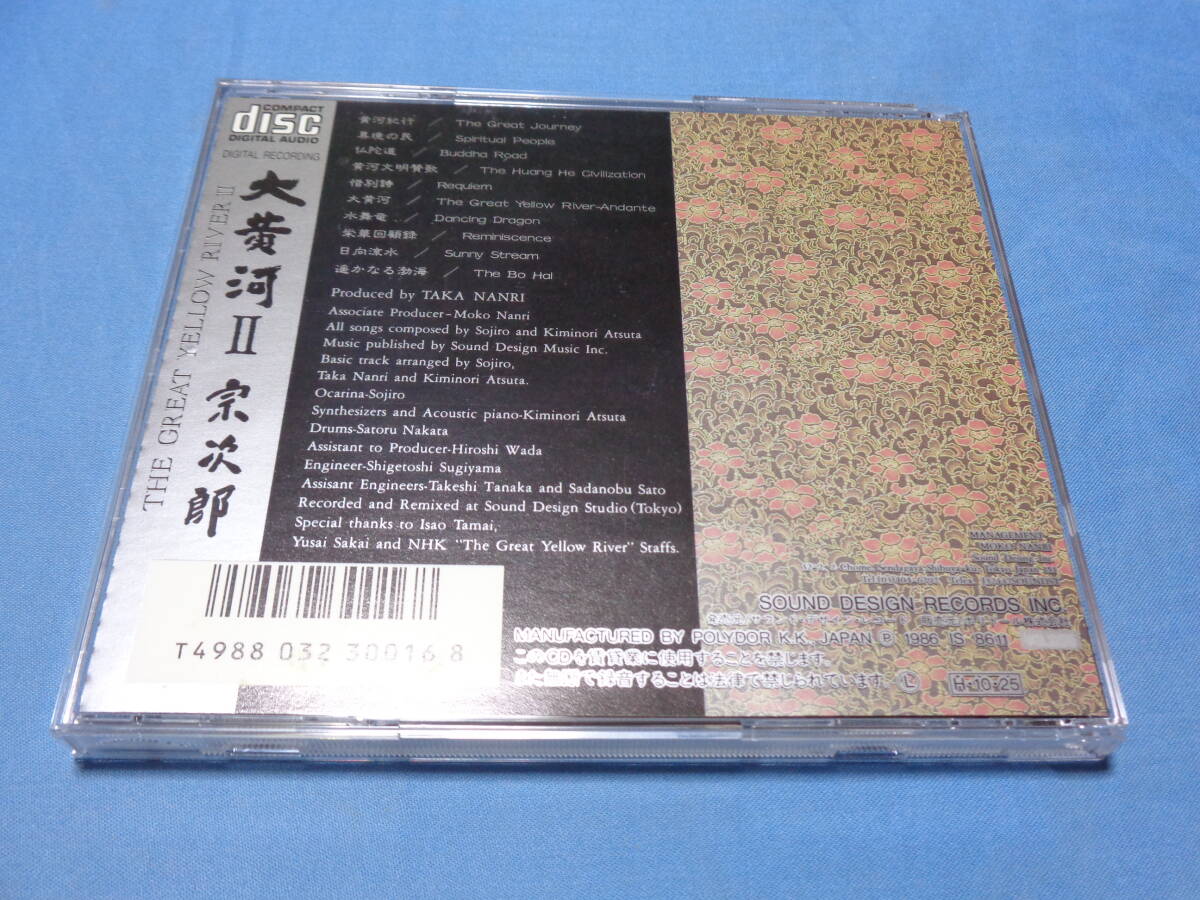 COMPACT
disc
DIGITAL AUDIO
DIGITAL RECORDING
大黄河II 宗次郎
THE GREAT YELLOW RIVER II
黄河紀行 / The Great Journey
/ Spiritual People
仏陀道 / Buddha Road
黄河文明賛歌 / The Huang He Civilization
惜別詩 / Requiem
大黄河 / The Great Yellow River-Andante
水舞竜 / Dancing Dragon
栄華回顧録 / Reminiscence
日向流水 / Sunny Stream
遥かなる渤海 / The Bo Hai
Produced by TAKA NANRI
Associate Producer-Moko Nanri
All songs composed by Sojiro and Kiminori Atsuta
Music published by Sound Design Music Inc.
Basic track arranged by Sojiro,
Taka Nanri and Kiminori Atsuta.
Ocarina-Sojiro
Synthesizers and Acoustic piano-Kiminori Atsuta
Drums-Satoru Nakata
Assistant to Producer-Hiroshi Wada
Engineer-Shigetoshi Sugiyama
Assisant Engineers-Takeshi Tanaka and Sadanobu Sato
Recorded and Remixed at Sound Design Studio (Tokyo)
Special thanks to Isao Tamai,
Yusai Sakai and NHK "The Great Yellow River" Staffs.
T4988 032 30016 8
MANAGEMENT
MOKO NANRI
SOUND DESIGN RECORDS INC.
MANUFACTURED BY POLYDOR K.K., JAPAN Ⓟ 1986 IS 8611
このCDを賃貸業に使用することを禁じます。
また無断で録音することは法律で禁じられています。
H·10·25